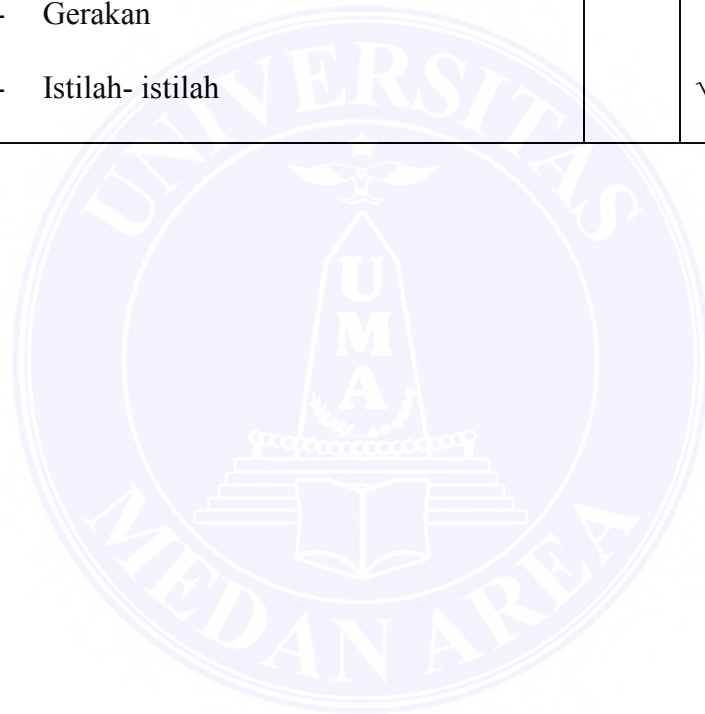 - Gerakan
- Istilah- istilah
UNIVERSITAS
U
M
A
MEDAN AREA